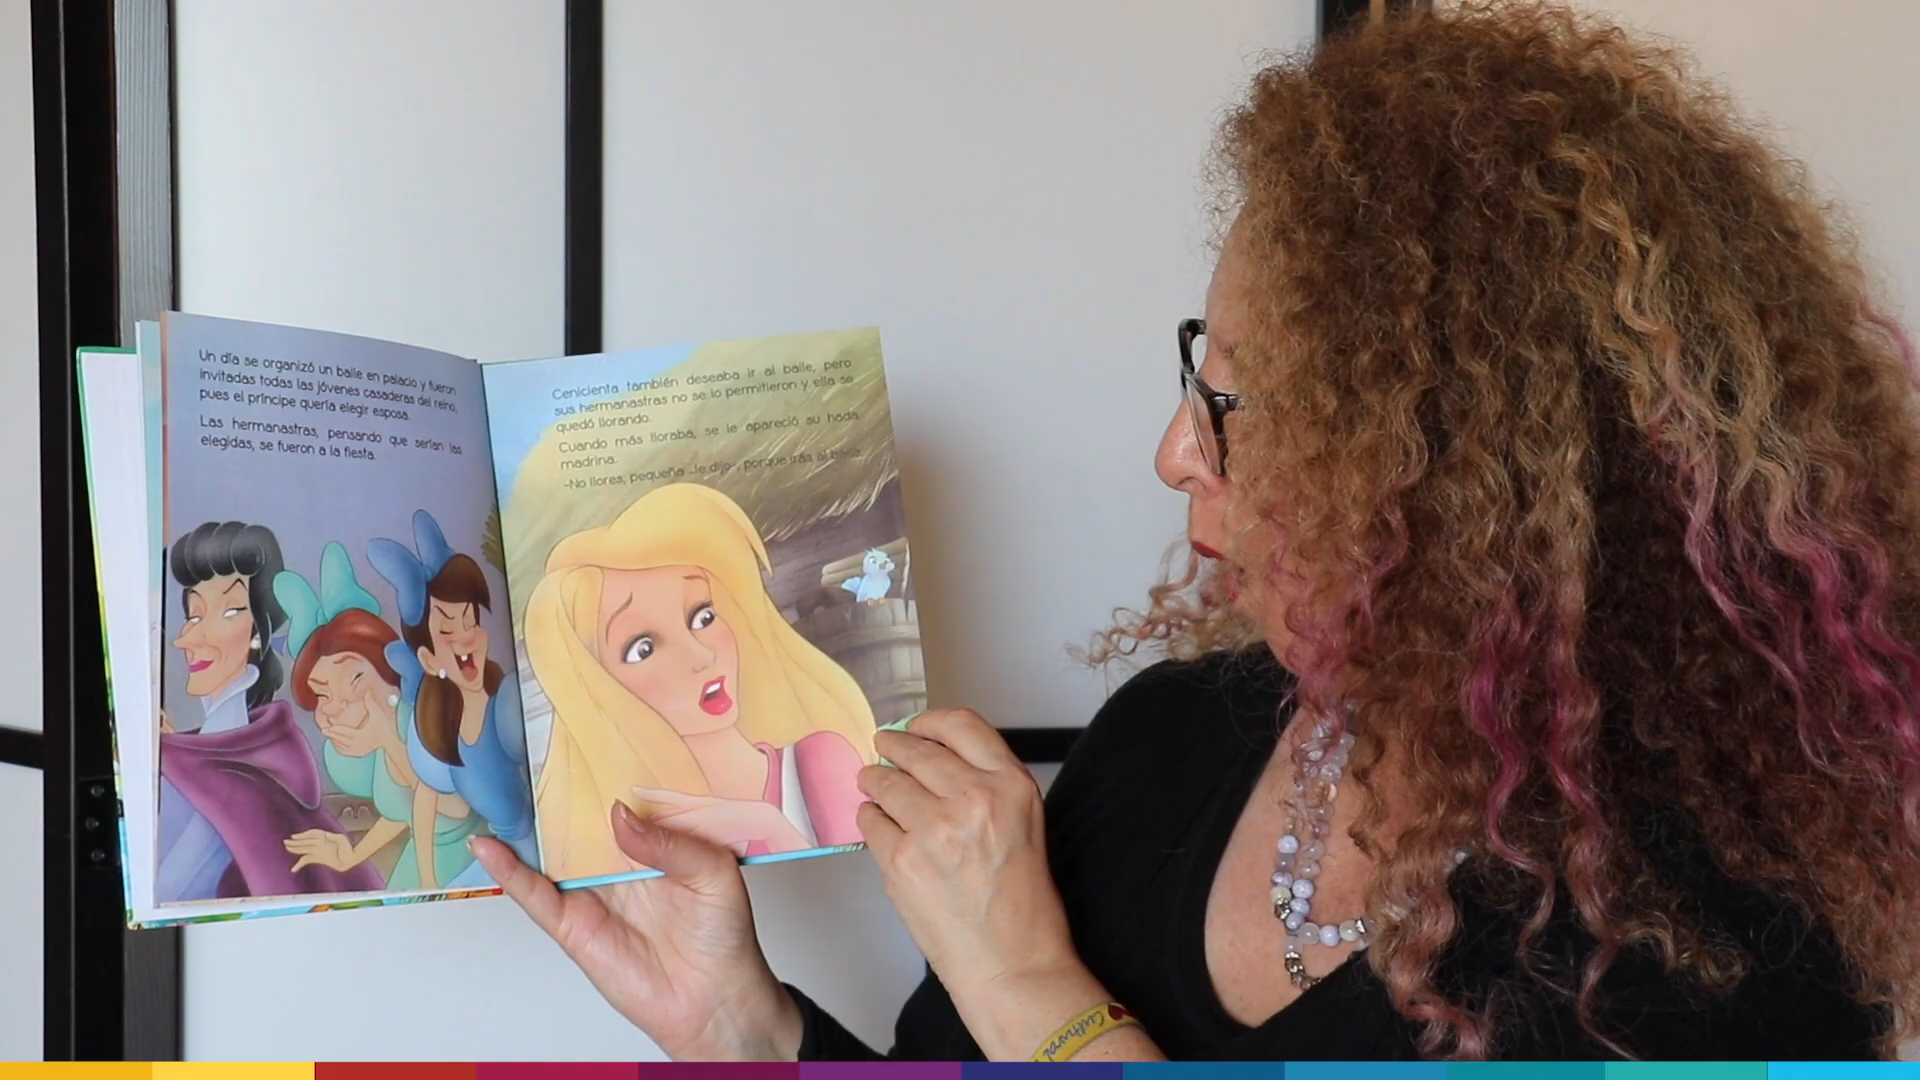 Un día se organizó un baile en palacio y fueron
invitadas todas las jóvenes casaderas del reino,
pues el príncipe quería elegir esposa.
Las hermanastras, pensando que serían las
elegidas, se fueron a la fiesta.
Cenicienta también deseaba ir al baile, pero
sus hermanastras no se lo permitieron y ella se
quedó llorando.
Cuando más lloraba, se le apareció su hada
madrina.
-No llores, pequeña -le dijo-, porque irás al baile.
Cultural